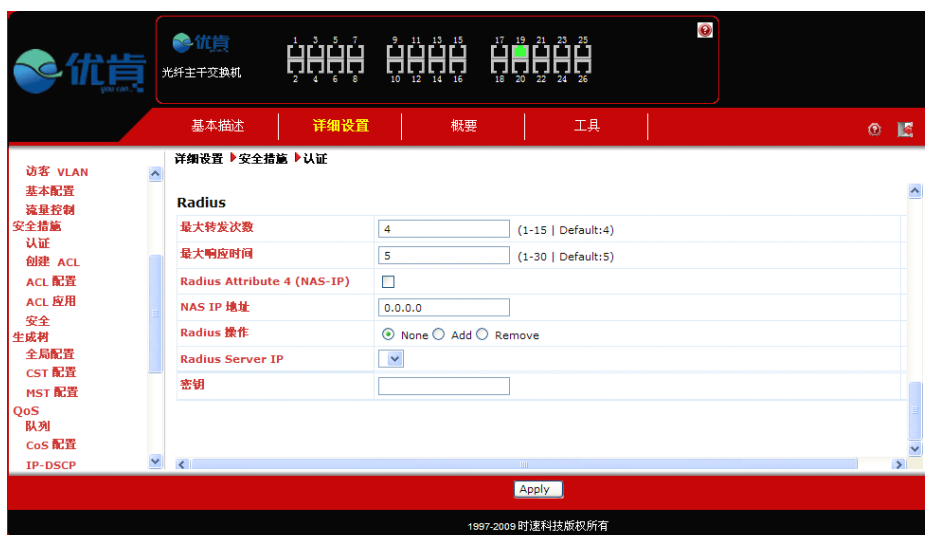 优肯
you can.
优肯
光纤主干交换机
1 3 5 7 9 11 13 15 17 19 21 23 25
2 4 6 8 10 12 14 16 18 20 22 24 26
基本描述 详细设置 概要 工具
详细设置 安全措施 认证
访客 VLAN
基本配置
流量控制
安全措施
认证
创建 ACL
ACL 配置
ACL 应用
安全
生成树
全局配置
CST 配置
MST 配置
QoS
队列
CoS 配置
IP-DSCP
Radius
最大转发次数 4 (1-15 | Default:4)
最大响应时间 5 (1-30 | Default:5)
Radius Attribute 4 (NAS-IP)
NAS IP 地址 0.0.0.0
Radius 操作 None Add Remove
Radius Server IP
密钥
Apply
1997-2009 时速科技版权所有